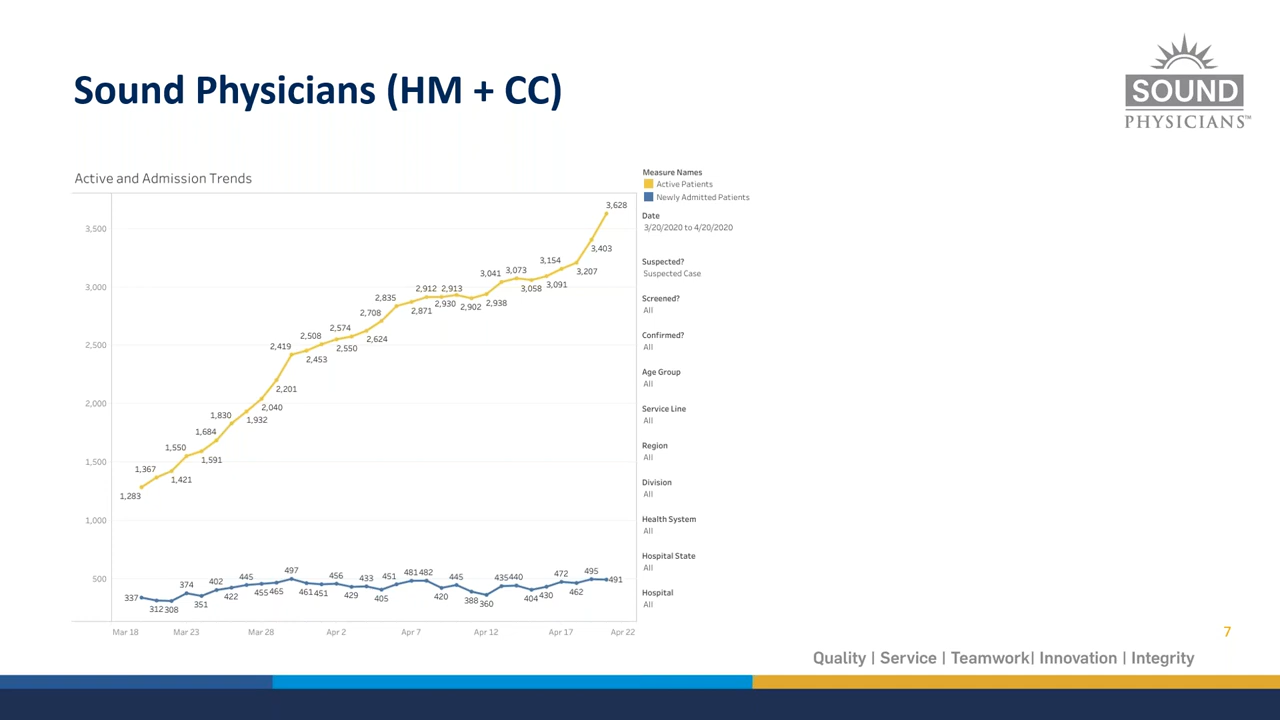 Sound Physicians (HM + CC)
SOUND
PHYSICIANS™
Active and Admission Trends
Measure Names
Active Patients
Newly Admitted Patients
Date
3/20/2020 to 4/20/2020
Suspected?
Suspected Case
Screened?
All
Confirmed?
All
Age Group
All
Service Line
All
Region
All
Division
All
Health System
All
Hospital State
All
Hospital
All
3,500
3,000
2,500
2,000
1,500
1,000
500
1,283
1,367
1,421
1,550
1,591
1,684
1,830
1,932
2,040
2,201
2,419
2,453
2,508
2,550
2,574
2,624
2,708
2,835
2,871
2,912
2,930
2,913
2,902
2,938
3,041
3,073
3,058
3,091
3,154
3,207
3,403
3,628
337
312
308
374
351
402
422
445
455
465
497
461
451
456
429
433
405
451
481
482
420
445
388
360
435
440
404
430
472
462
495
491
Mar 18
Mar 23
Mar 28
Apr 2
Apr 7
Apr 12
Apr 17
Apr 22
7
Quality | Service | Teamwork| Innovation | Integrity